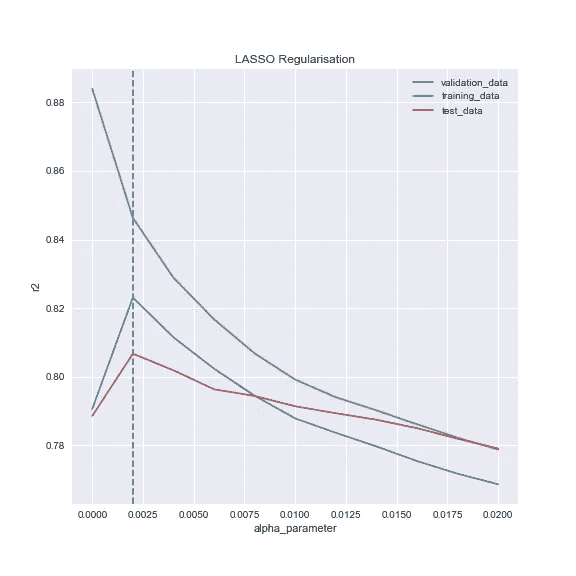 LASSO Regularisation
validation_data
training_data
test_data
0.88
0.86
0.84
0.82
0.80
0.78
r2
0.0000 0.0025 0.0050 0.0075 0.0100 0.0125 0.0150 0.0175 0.0200
alpha_parameter